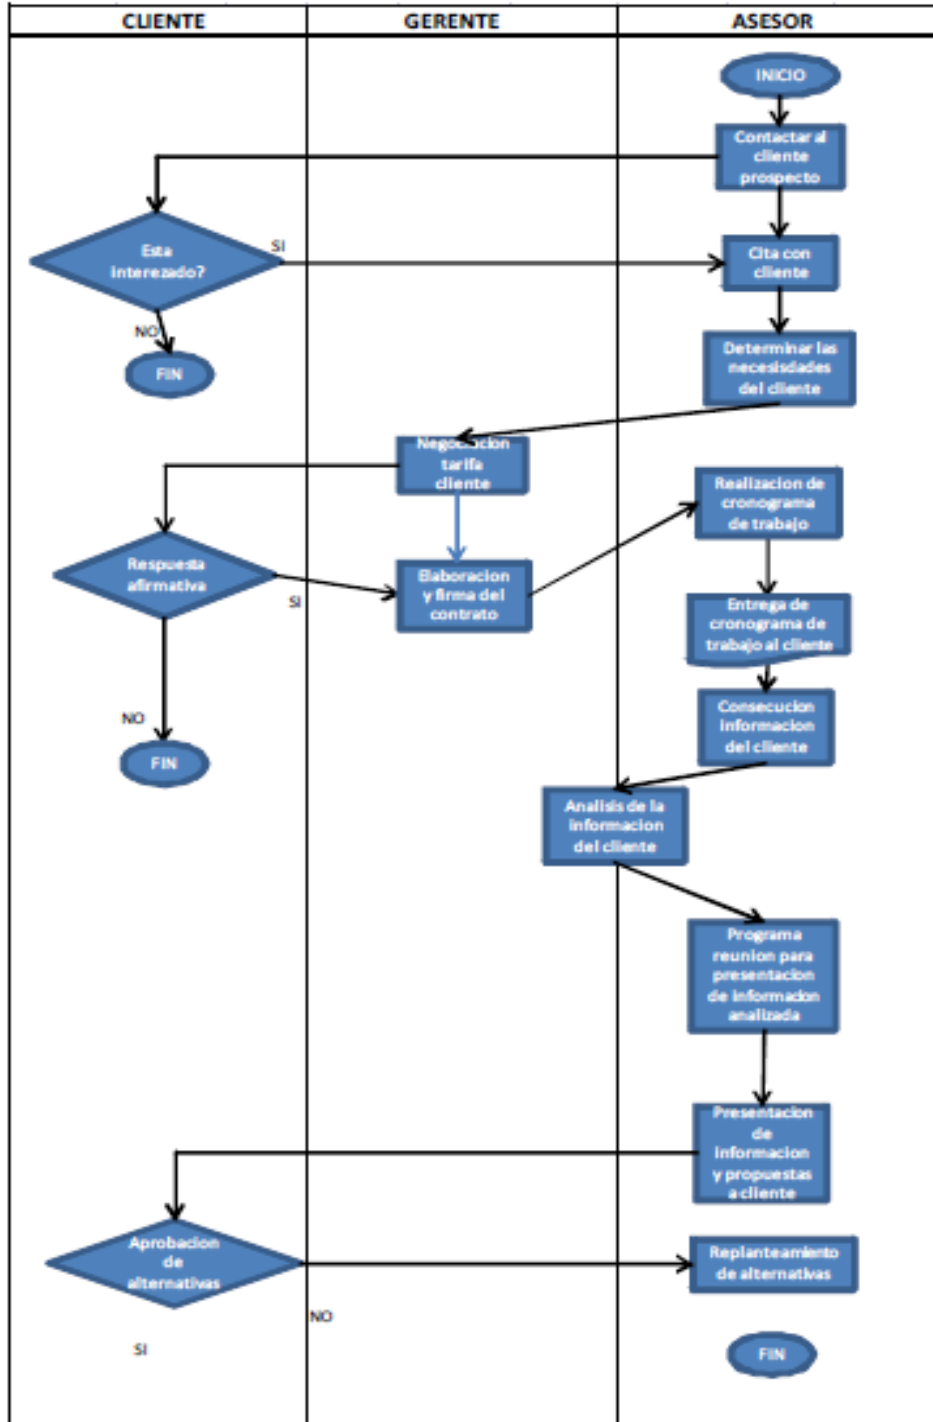 CLIENTE GERENTE ASESOR
INICIO
Contactar al
cliente
prospecto
Esta
interezado?
SI
Cita con
cliente
NO
FIN
Determinar las
necesisdades
del cliente
Negociacion
tarifa
cliente
Realizacion de
cronograma
de trabajo
Respuesta
afirmativa
SI
Elaboracion
y firma del
contrato
Entrega de
cronograma de
trabajo al cliente
NO
FIN
Consecucion
informacion
del cliente
Analisis de la
informacion
del cliente
Programa
reunion para
presentacion
de informacion
analizada
Presentacion
de
informacion
y propuestas
a cliente
Aprobacion
de
alternativas
Replanteamiento
de alternativas
NO
SI
FIN